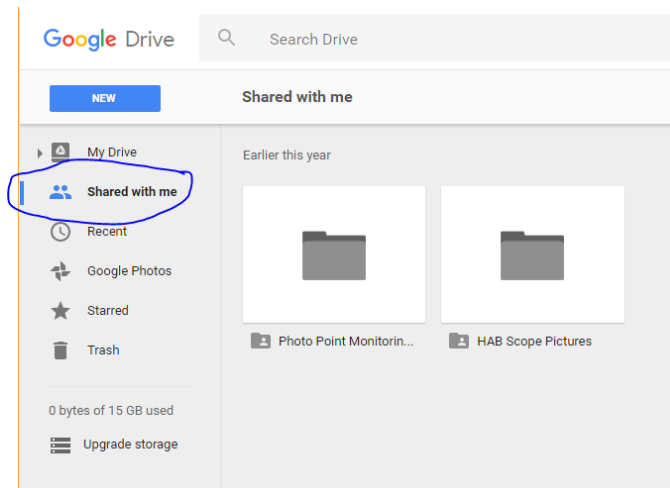 Google Drive
Search Drive
NEW
Shared with me
My Drive
Shared with me
Recent
Google Photos
Starred
Trash
0 bytes of 15 GB used
Upgrade storage
Earlier this year
Photo Point Monitorin...
HAB Scope Pictures